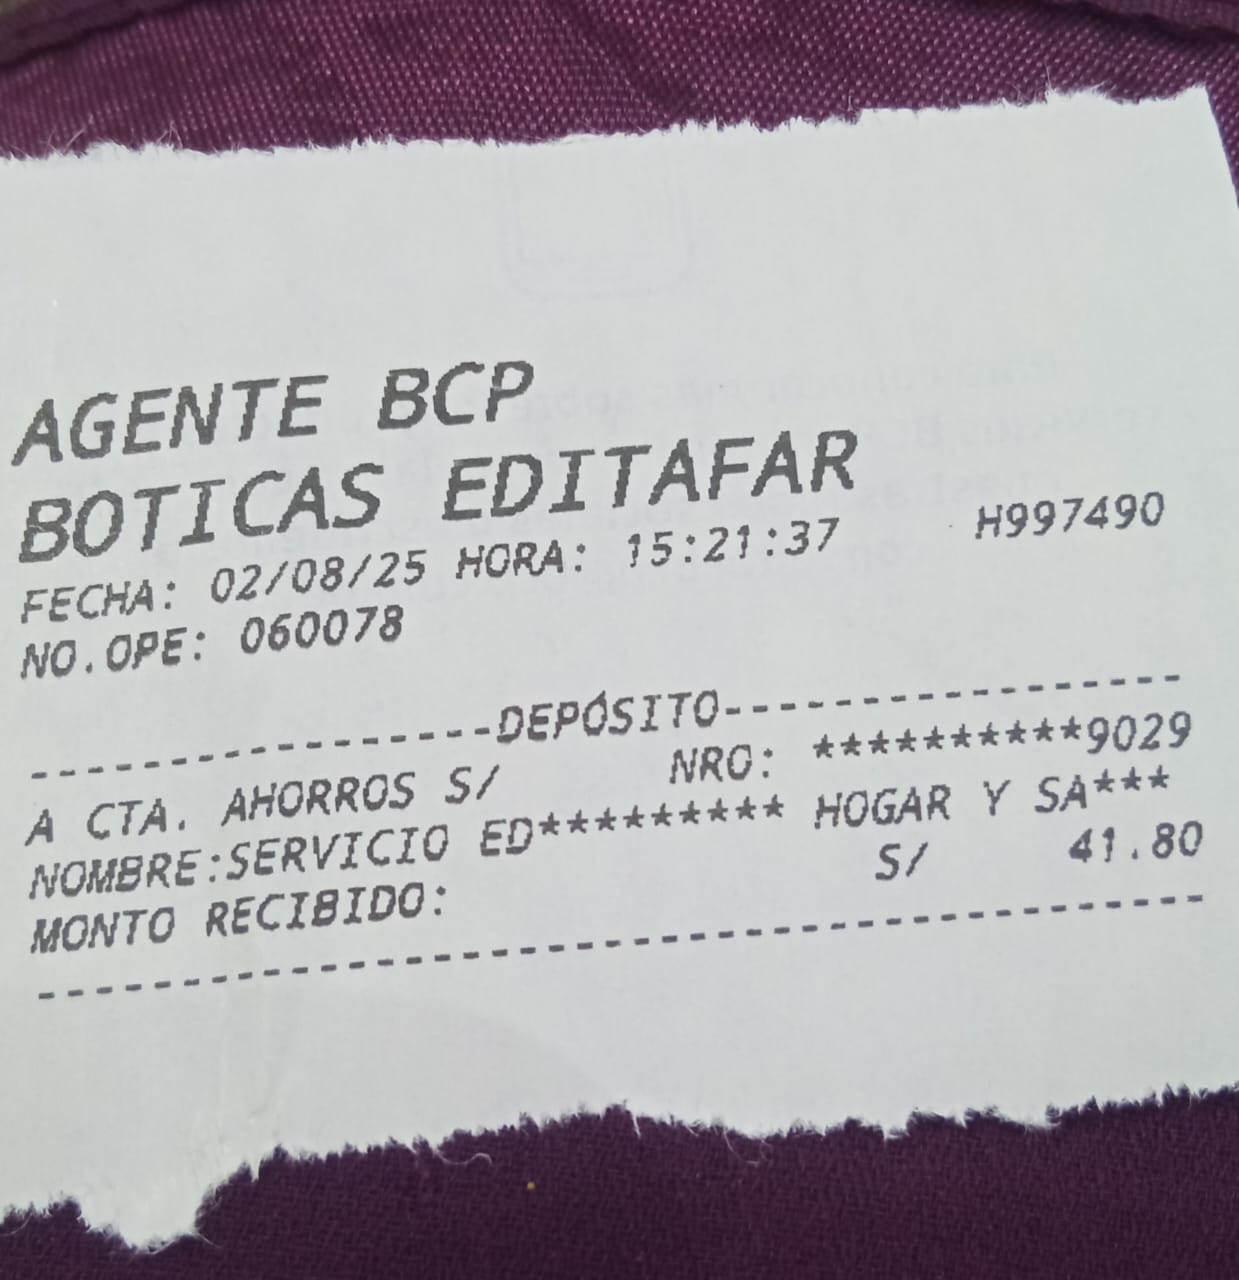 AGENTE BCP
BOTICAS EDITAFAR
FECHA: 02/08/25 HORA: 15:21:37 H997490
NO.OPE: 060078
----------------DEPÓSITO-----------------
A CTA. AHORROS S/ NRO: **********9029
NOMBRE:SERVICIO ED********* HOGAR Y SA***
MONTO RECIBIDO: S/ 41.80
-----------------------------------------